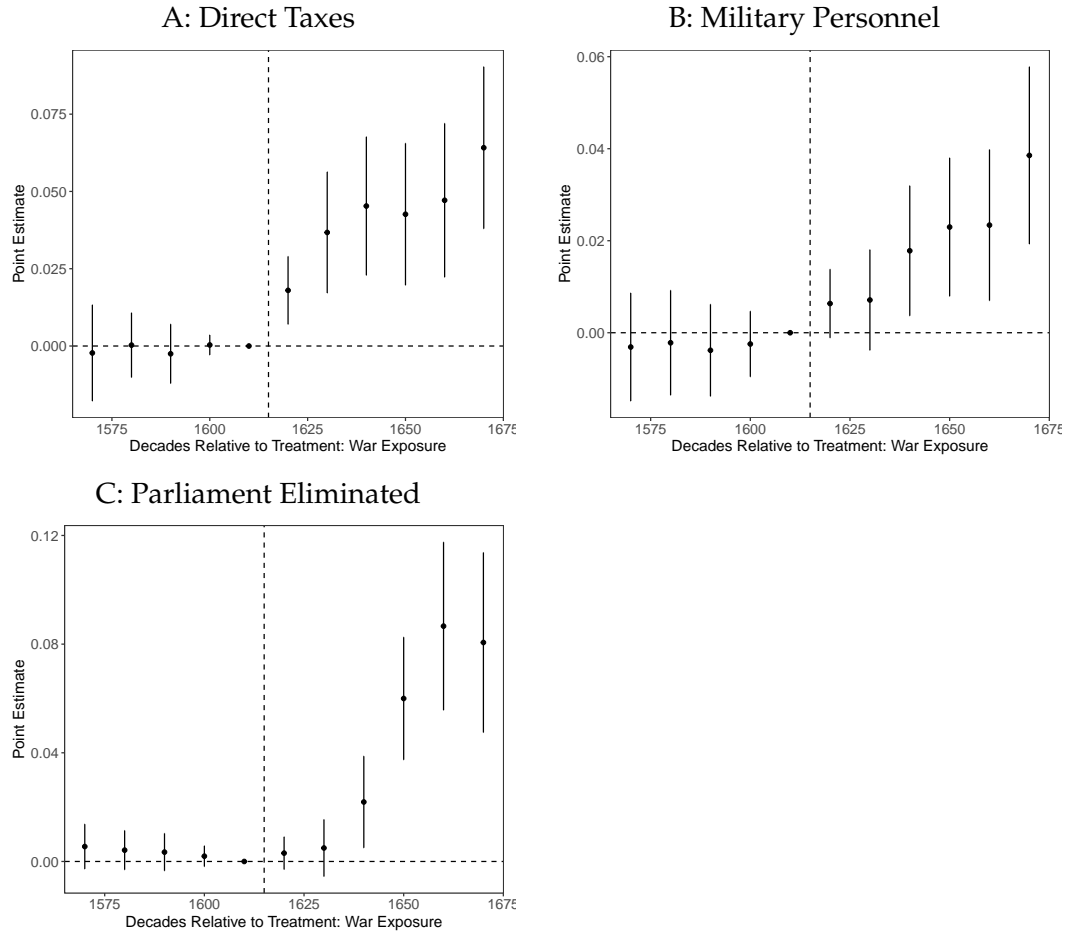 A: Direct Taxes
Point Estimate
0.075
0.050
0.025
0.000
1575 1600 1625 1650 1675
Decades Relative to Treatment: War Exposure
B: Military Personnel
Point Estimate
0.06
0.04
0.02
0.00
1575 1600 1625 1650 1675
Decades Relative to Treatment: War Exposure
C: Parliament Eliminated
Point Estimate
0.12
0.08
0.04
0.00
1575 1600 1625 1650 1675
Decades Relative to Treatment: War Exposure